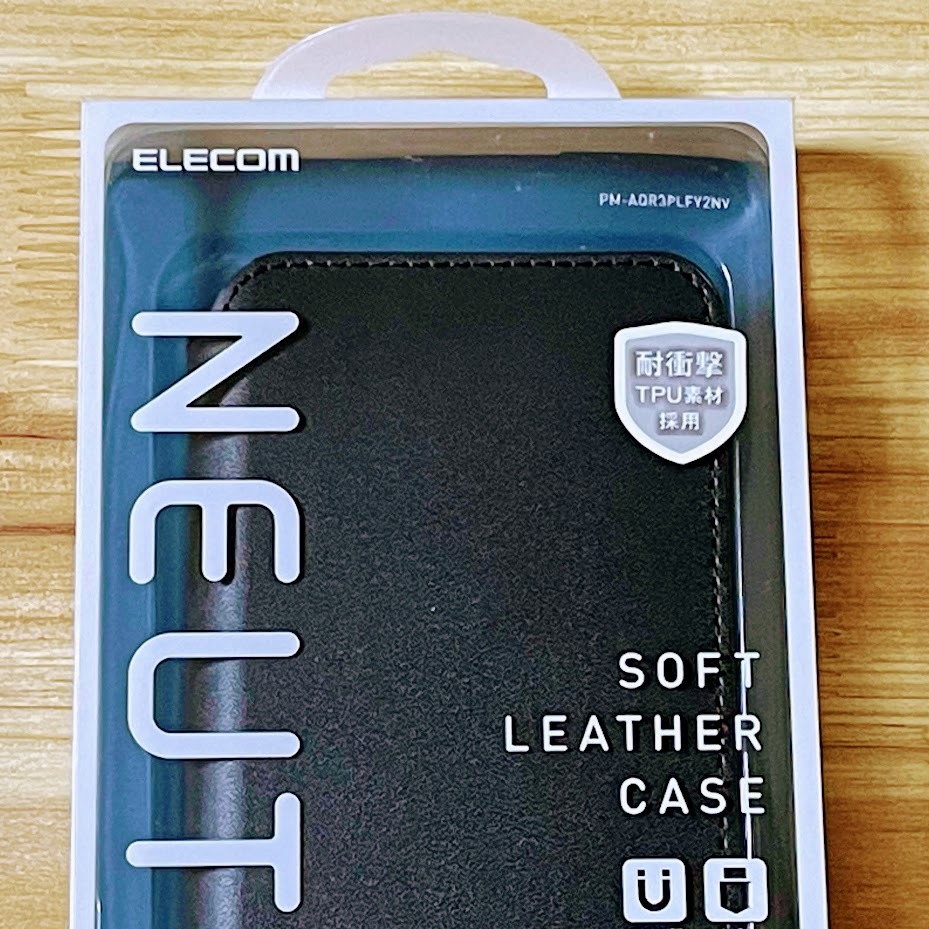 ELECOM
PM-AQR3PLFY2NV
NEUT
耐衝撃
TPU素材
採用
SOFT
LEATHER
CASE